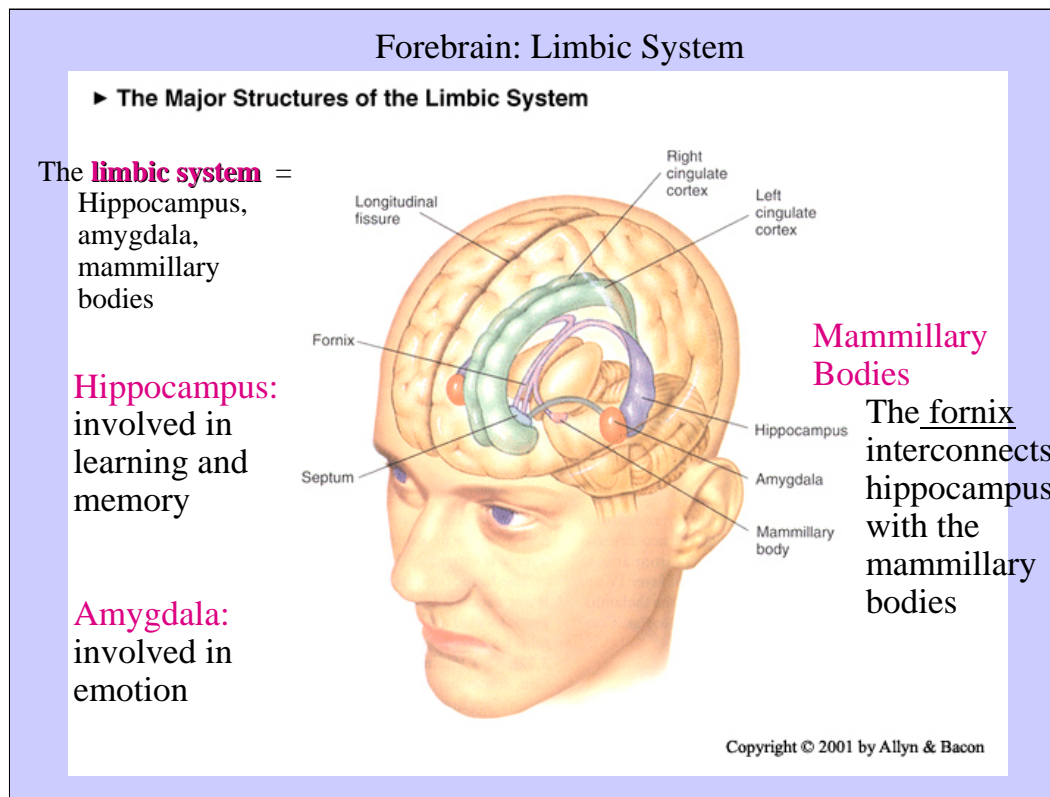 Forebrain: Limbic System
► The Major Structures of the Limbic System
The limbic system =
Hippocampus,
amygdala,
mammillary
bodies
Right
cingulate
cortex
Longitudinal
fissure
Left
cingulate
cortex
Fornix
Septum
Hippocampus
Amygdala
Mammillary
body
Hippocampus:
involved in
learning and
memory
Amygdala:
involved in
emotion
Mammillary
Bodies
The fornix
interconnects
hippocampus
with the
mammillary
bodies
Copyright © 2001 by Allyn & Bacon